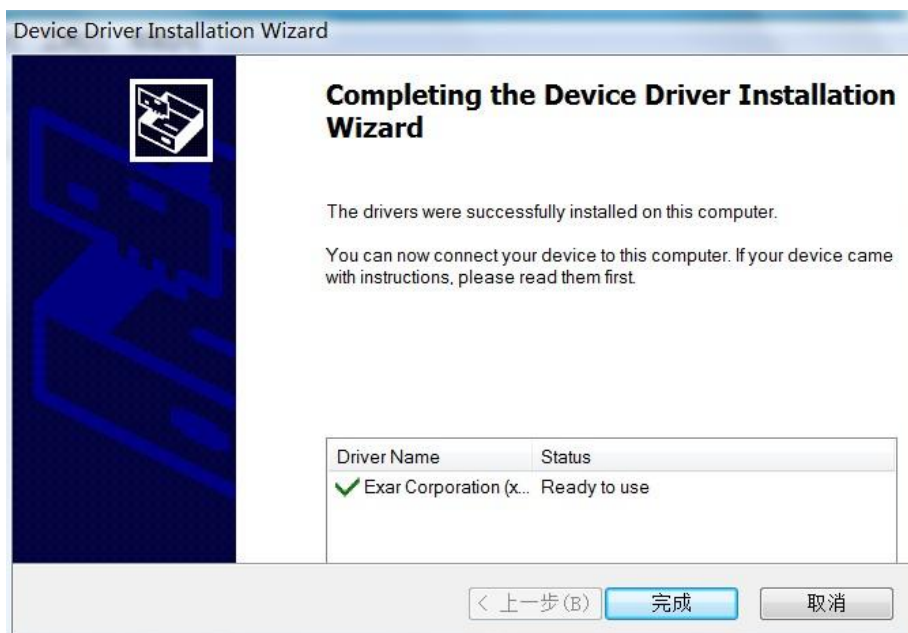 Device Driver Installation Wizard
Completing the Device Driver Installation
Wizard
The drivers were successfully installed on this computer.
You can now connect your device to this computer. If your device came
with instructions, please read them first.
Driver Name Status
Exar Corporation (x... Ready to use
< 上一步(B) 完成 取消